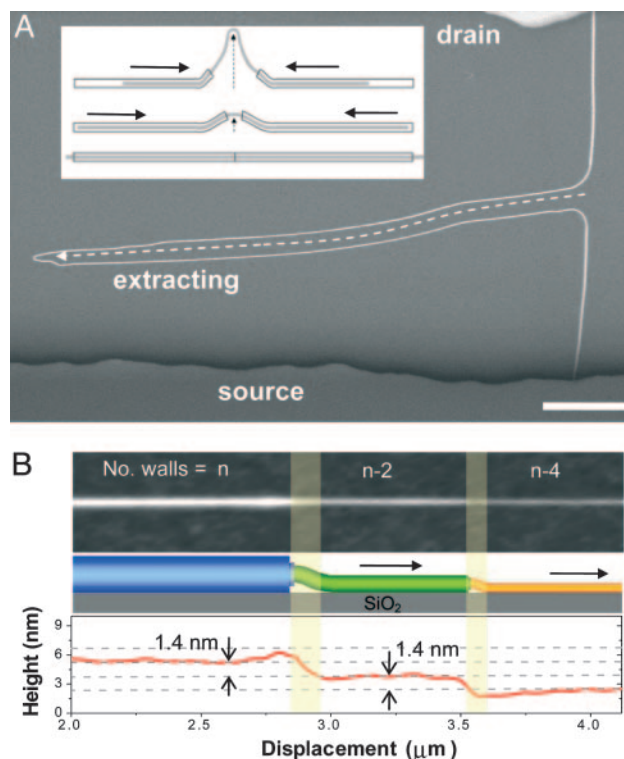 A
drain
extracting
source
B
No. walls = n n-2 n-4
SiO₂
Height (nm)
9
6
3
0
1.4 nm 1.4 nm
2.0 2.5 3.0 3.5 4.0
Displacement (μm)